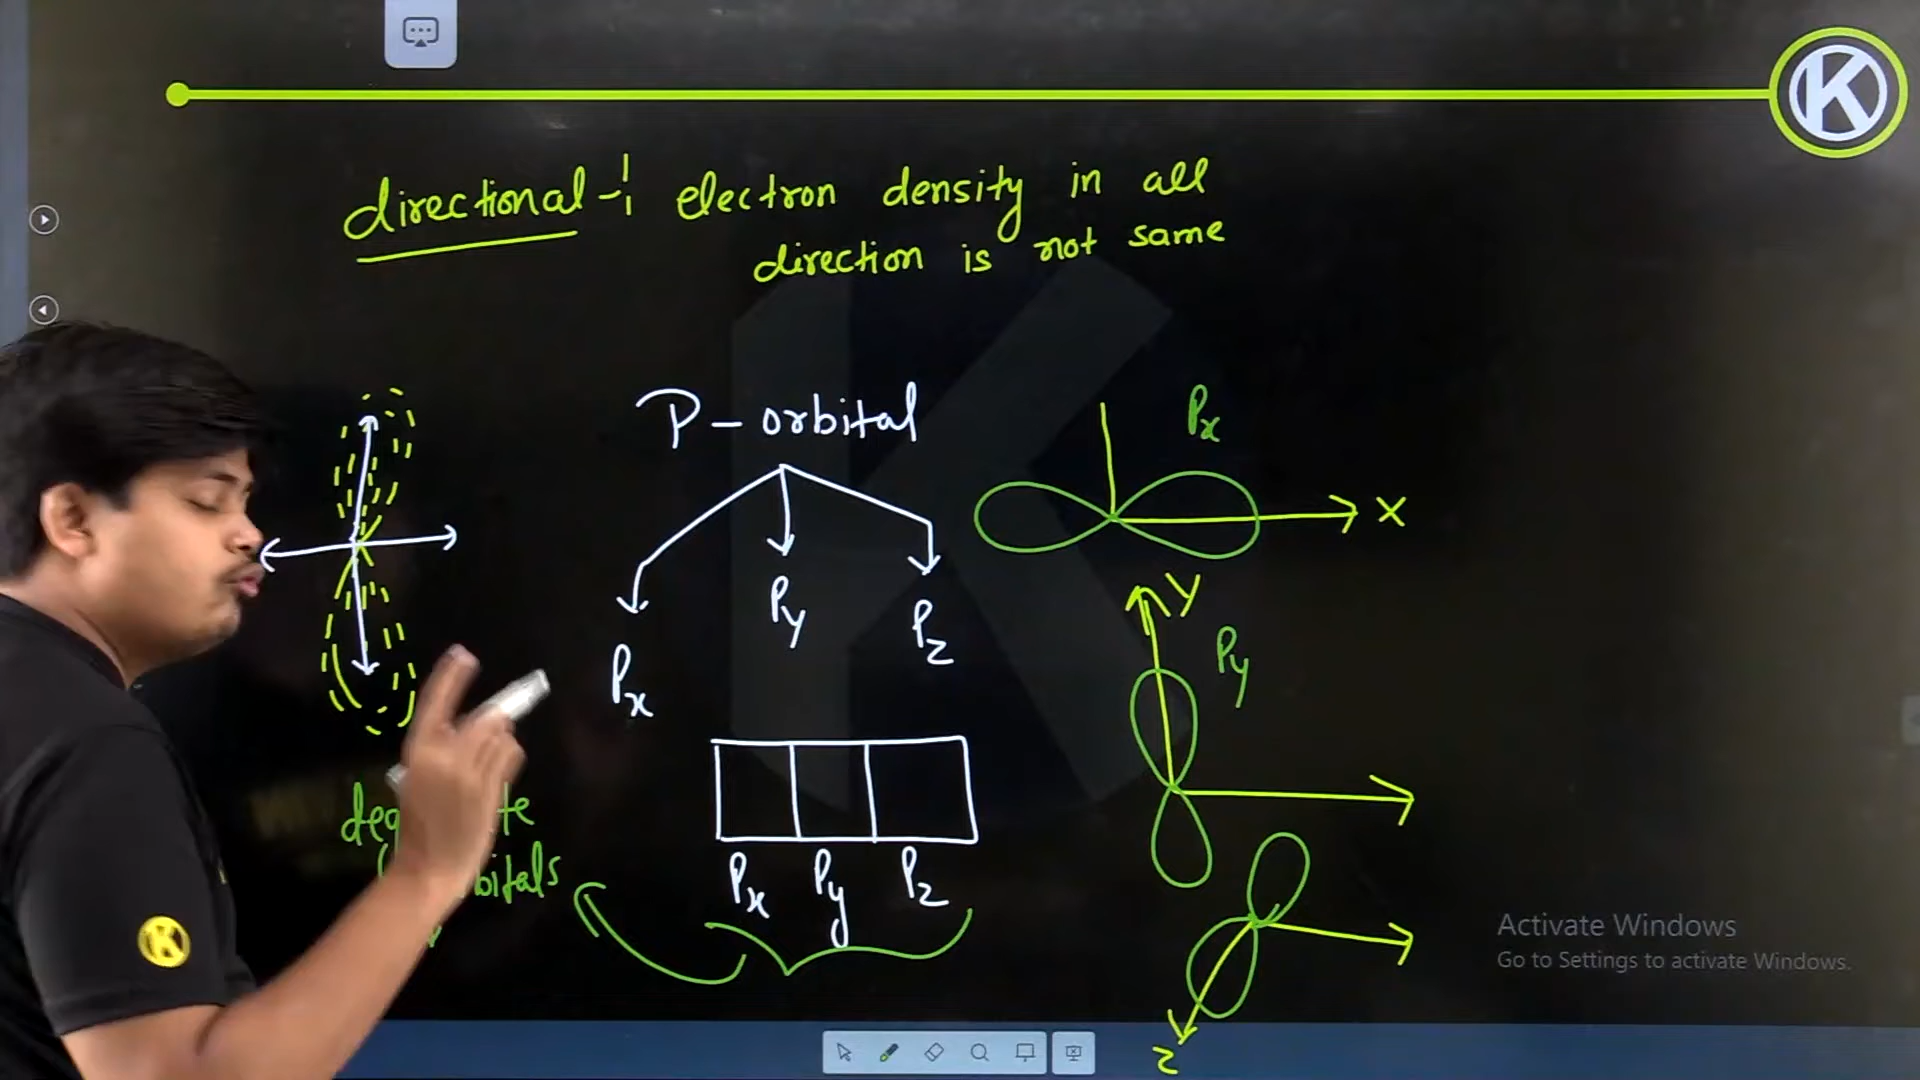 K
directional -: electron density in all
direction is not same
P - orbital
Px
Py
Pz
Px
X
Y
Py
Px Py Pz
Z
K
Activate Windows
Go to Settings to activate Windows.